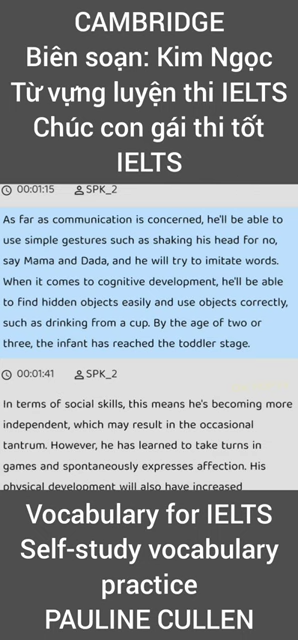 CAMBRIDGE
Biên soạn: Kim Ngọc
Từ vựng luyện thi IELTS
Chúc con gái thi tốt
IELTS
00:01:15 SPK_2
As far as communication is concerned, he'll be able to
use simple gestures such as shaking his head for no,
say Mama and Dada, and he will try to imitate words.
When it comes to cognitive development, he'll be able
to find hidden objects easily and use objects correctly,
such as drinking from a cup. By the age of two or
three, the infant has reached the toddler stage.
00:01:41 SPK_2
In terms of social skills, this means he's becoming more
independent, which may result in the occasional
tantrum. However, he has learned to take turns in
games and spontaneously expresses affection. His
physical development will also have increased
Vocabulary for IELTS
Self-study vocabulary
practice
PAULINE CULLEN